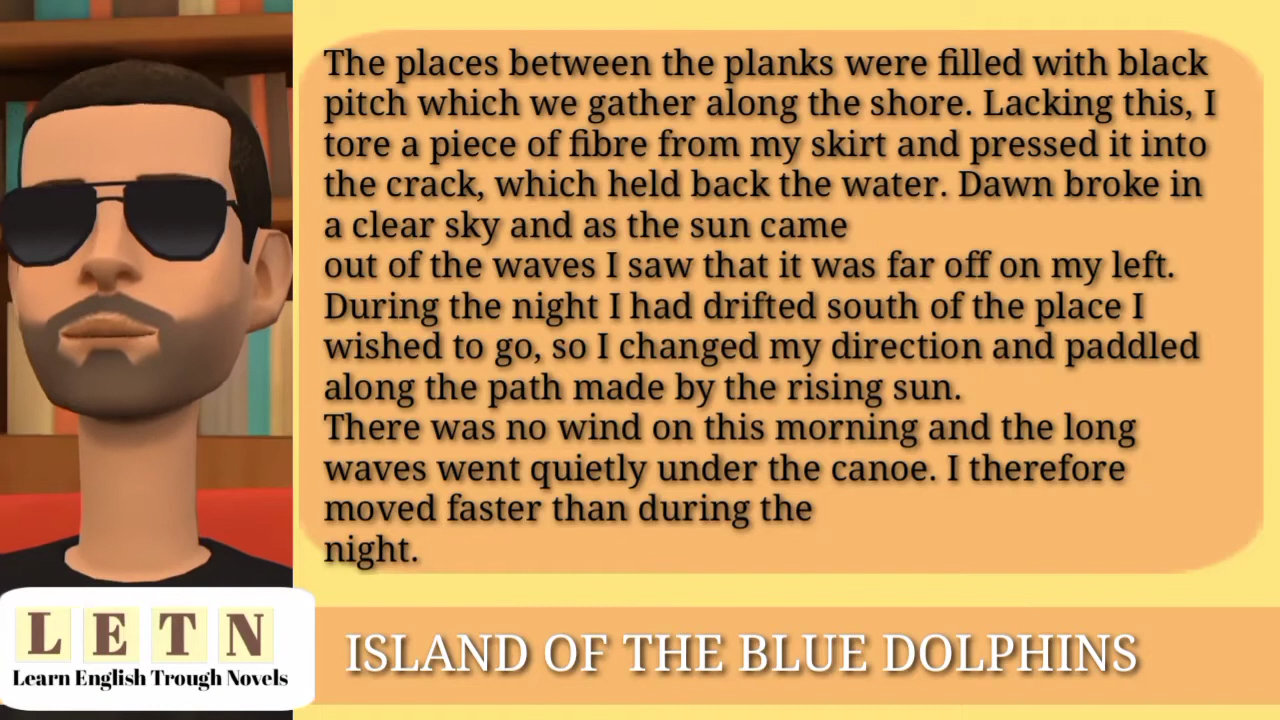 The places between the planks were filled with black
pitch which we gather along the shore. Lacking this, I
tore a piece of fibre from my skirt and pressed it into
the crack, which held back the water. Dawn broke in
a clear sky and as the sun came
out of the waves I saw that it was far off on my left.
During the night I had drifted south of the place I
wished to go, so I changed my direction and paddled
along the path made by the rising sun.
There was no wind on this morning and the long
waves went quietly under the canoe. I therefore
moved faster than during the
night.
LETN
Learn English Trough Novels
ISLAND OF THE BLUE DOLPHINS